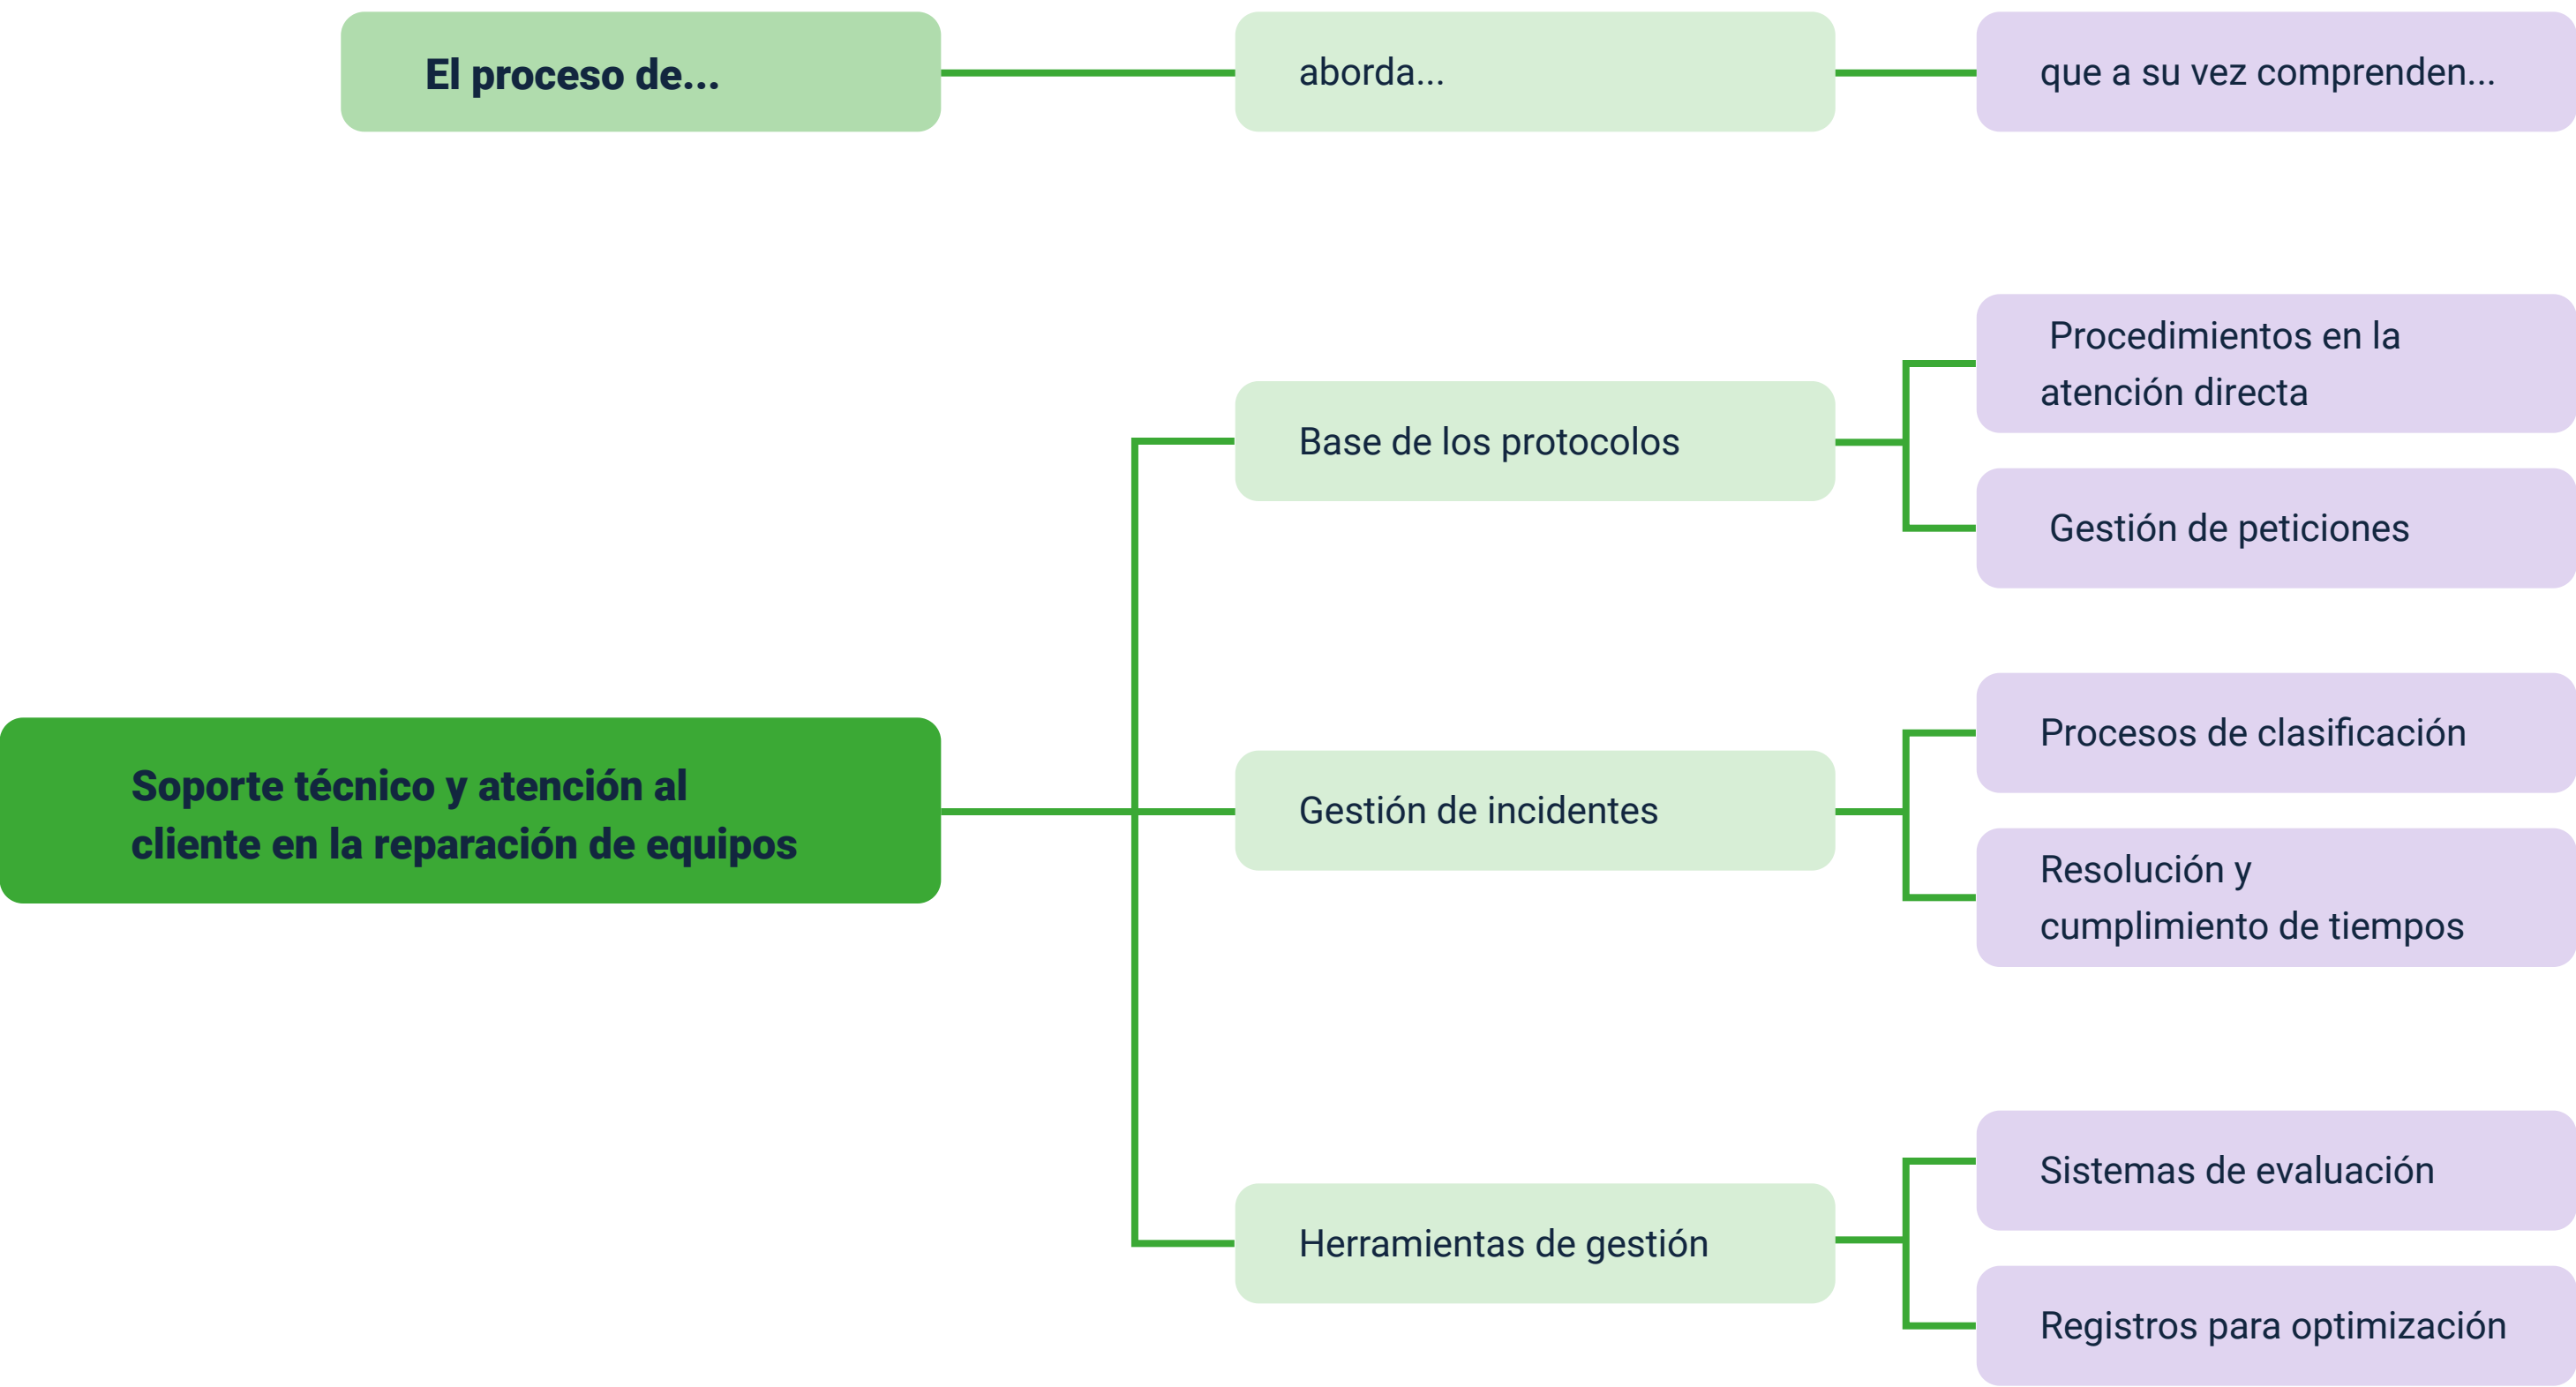 El proceso de...
aborda...
que a su vez comprenden...
Procedimientos en la
atención directa
Base de los protocolos
Gestión de peticiones
Procesos de clasificación
Soporte técnico y atención al
cliente en la reparación de equipos
Gestión de incidentes
Resolución y
cumplimiento de tiempos
Sistemas de evaluación
Herramientas de gestión
Registros para optimización